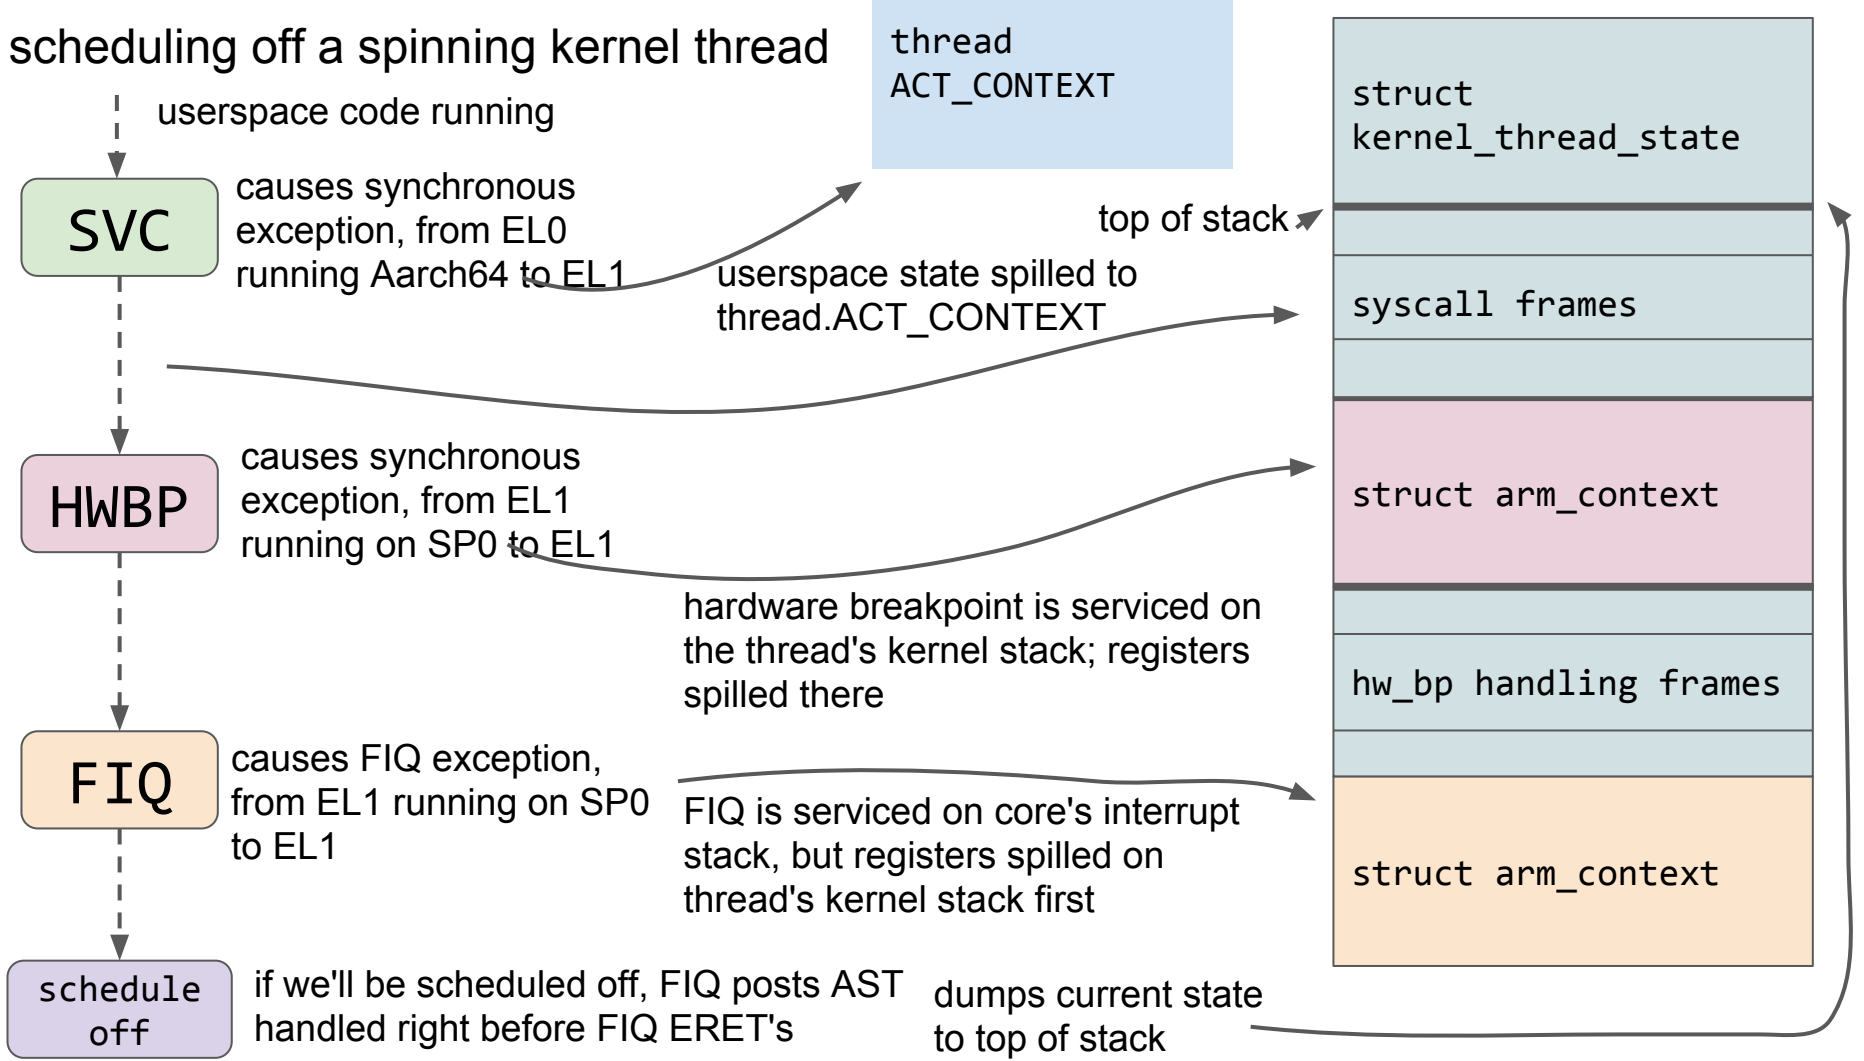 scheduling off a spinning kernel thread
userspace code running
thread
ACT_CONTEXT
struct
kernel_thread_state
SVC
causes synchronous
exception, from EL0
running Aarch64 to EL1
top of stack
userspace state spilled to
thread.ACT_CONTEXT
syscall frames
HWBP
causes synchronous
exception, from EL1
running on SP0 to EL1
struct arm_context
hardware breakpoint is serviced on
the thread's kernel stack; registers
spilled there
hw_bp handling frames
FIQ
causes FIQ exception,
from EL1 running on SP0
to EL1
FIQ is serviced on core's interrupt
stack, but registers spilled on
thread's kernel stack first
struct arm_context
schedule
off
if we'll be scheduled off, FIQ posts AST
handled right before FIQ ERET's
dumps current state
to top of stack